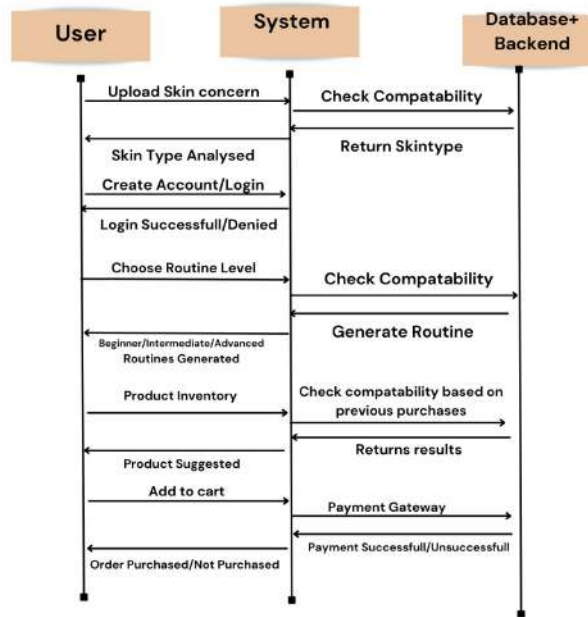 User
System
Database+
Backend
Upload Skin concern
Check Compatability
Return Skintype
Skin Type Analysed
Create Account/Login
Login Successfull/Denied
Choose Routine Level
Check Compatability
Generate Routine
Beginner/Intermediate/Advanced
Routines Generated
Product Inventory
Check compatability based on
previous purchases
Returns results
Product Suggested
Add to cart
Payment Gateway
Payment Successfull/Unsuccessfull
Order Purchased/Not Purchased